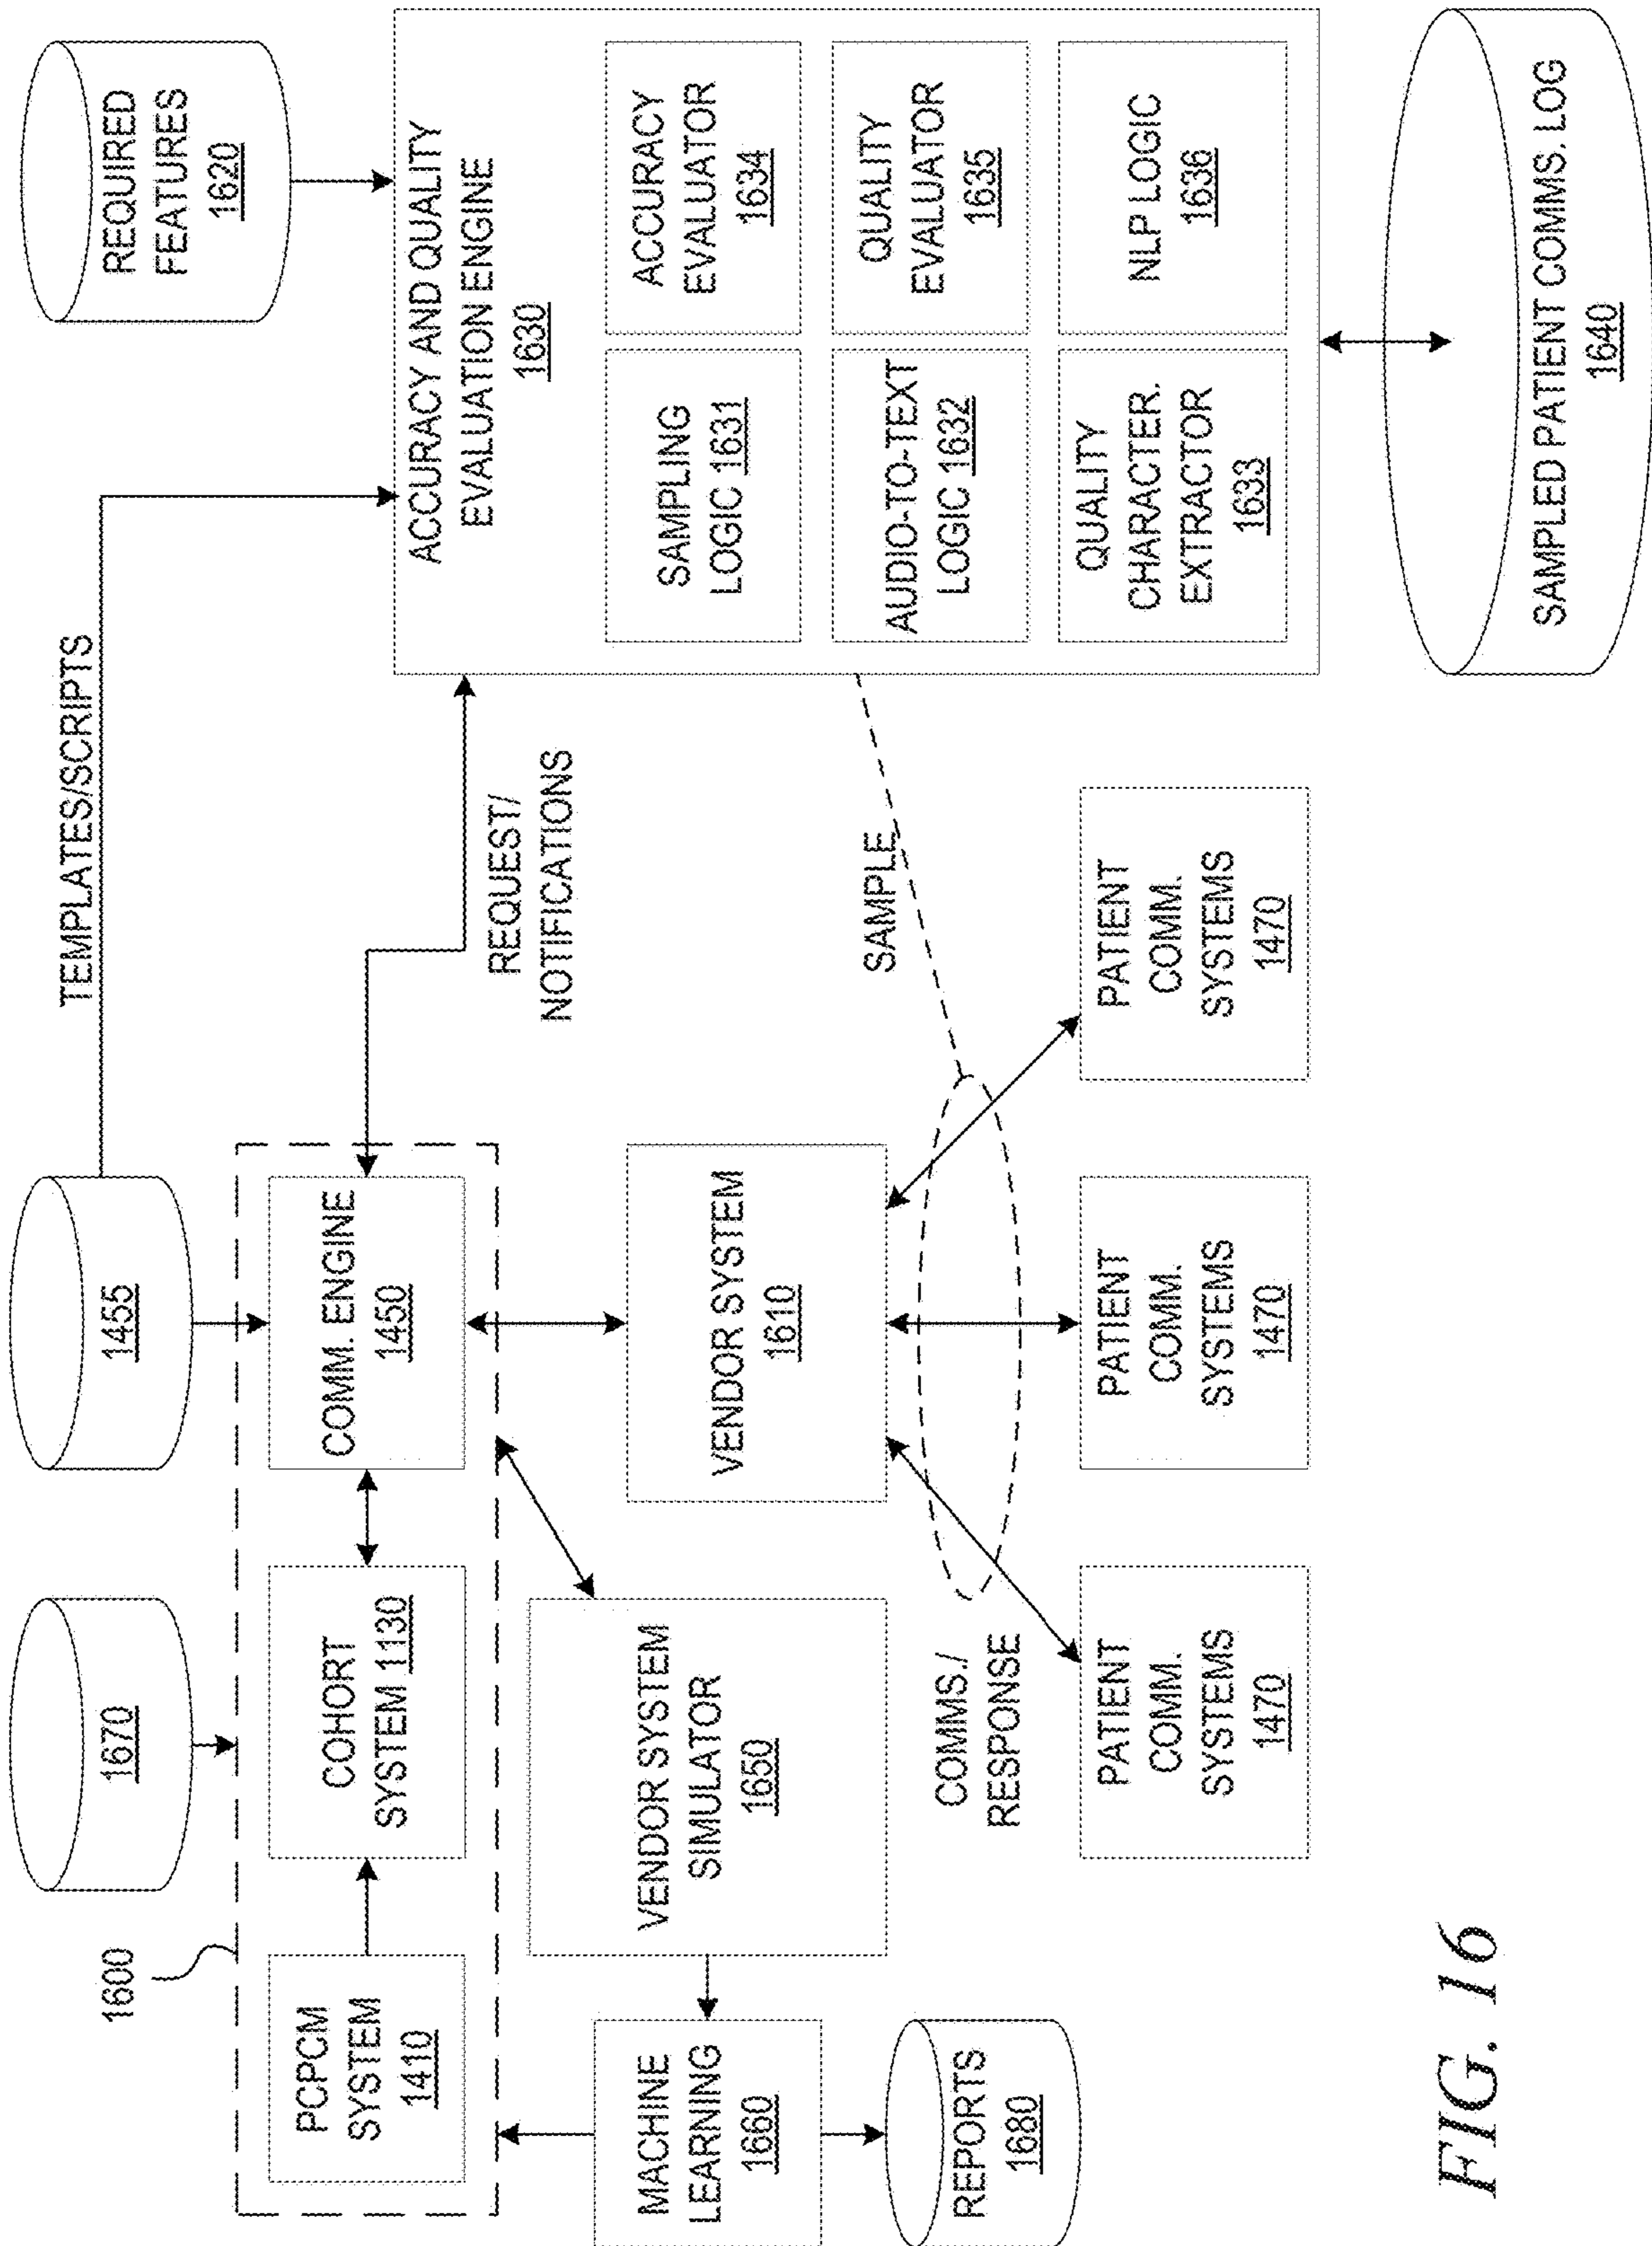 1600
1670
1455
TEMPLATES/SCRIPTS
REQUIRED
FEATURES
1620
PCPCM
SYSTEM
1410
COHORT
SYSTEM 1130
COMM. ENGINE
1450
REQUEST/
NOTIFICATIONS
ACCURACY AND QUALITY
EVALUATION ENGINE
1630
SAMPLING
LOGIC 1631
ACCURACY
EVALUATOR
1634
AUDIO-TO-TEXT
LOGIC 1632
QUALITY
EVALUATOR
1635
QUALITY
CHARACTER.
EXTRACTOR
1633
NLP LOGIC
1636
MACHINE
LEARNING
1660
VENDOR SYSTEM
SIMULATOR
1650
VENDOR SYSTEM
1610
SAMPLE
REPORTS
1680
COMMS./
RESPONSE
PATIENT
COMM.
SYSTEMS
1470
PATIENT
COMM.
SYSTEMS
1470
PATIENT
COMM.
SYSTEMS
1470
SAMPLED PATIENT COMMS. LOG
1640
FIG. 16